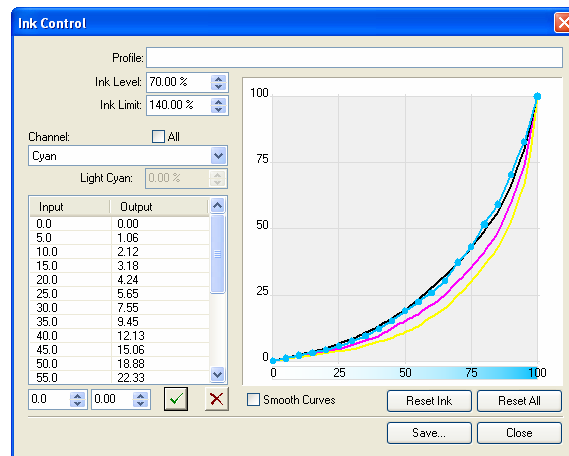 Ink Control
Profile:
Ink Level: 70.00 %
Ink Limit: 140.00 %
Channel: All
Cyan
Light Cyan: 0.00 %
Input Output
0.0 0.00
5.0 1.06
10.0 2.12
15.0 3.18
20.0 4.24
25.0 5.65
30.0 7.55
35.0 9.45
40.0 12.13
45.0 15.06
50.0 18.88
55.0 22.33
0.0 0.00
100
75
50
25
0
0 25 50 75 100
Smooth Curves Reset Ink Reset All
Save... Close